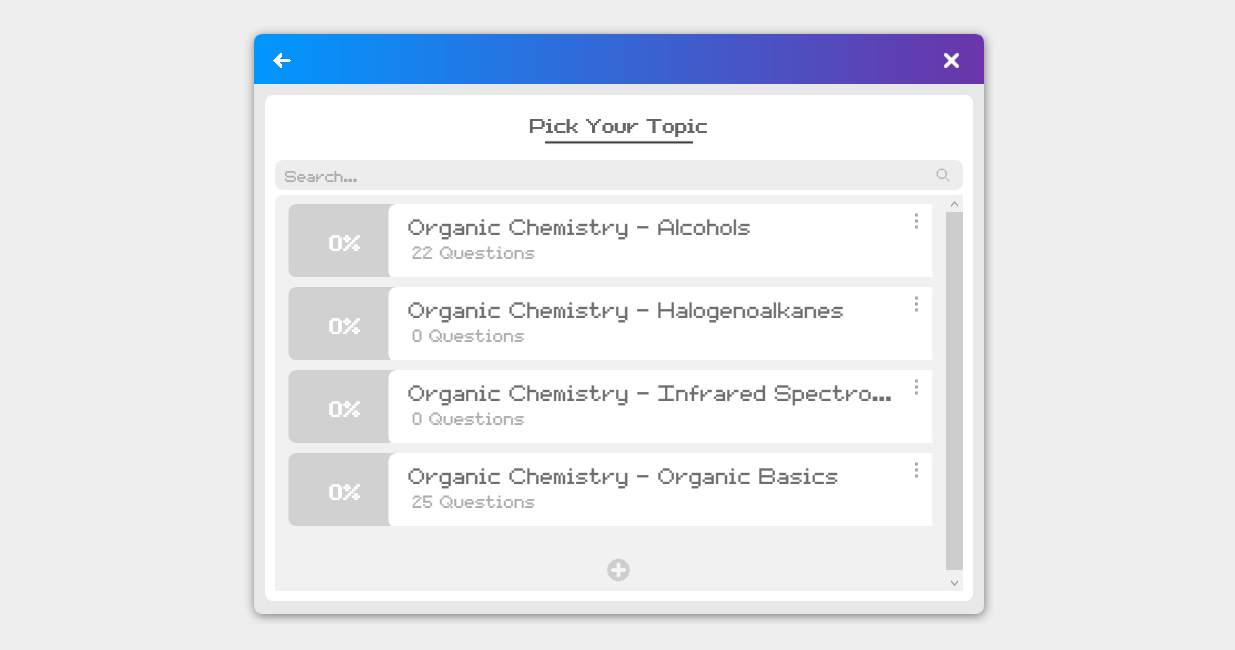 Pick Your Topic
Search...
0%
Organic Chemistry - Alcohols
22 Questions
0%
Organic Chemistry - Halogenoalkanes
0 Questions
0%
Organic Chemistry - Infrared Spectro...
0 Questions
0%
Organic Chemistry - Organic Basics
25 Questions